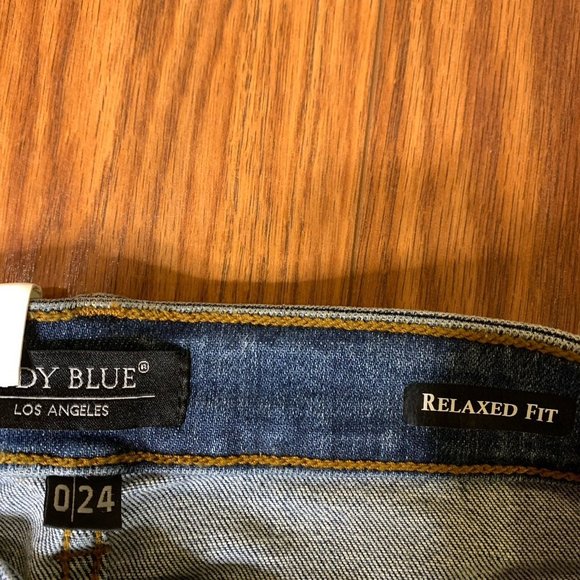 DY BLUE®
LOS ANGELES
RELAXED FIT
0|24